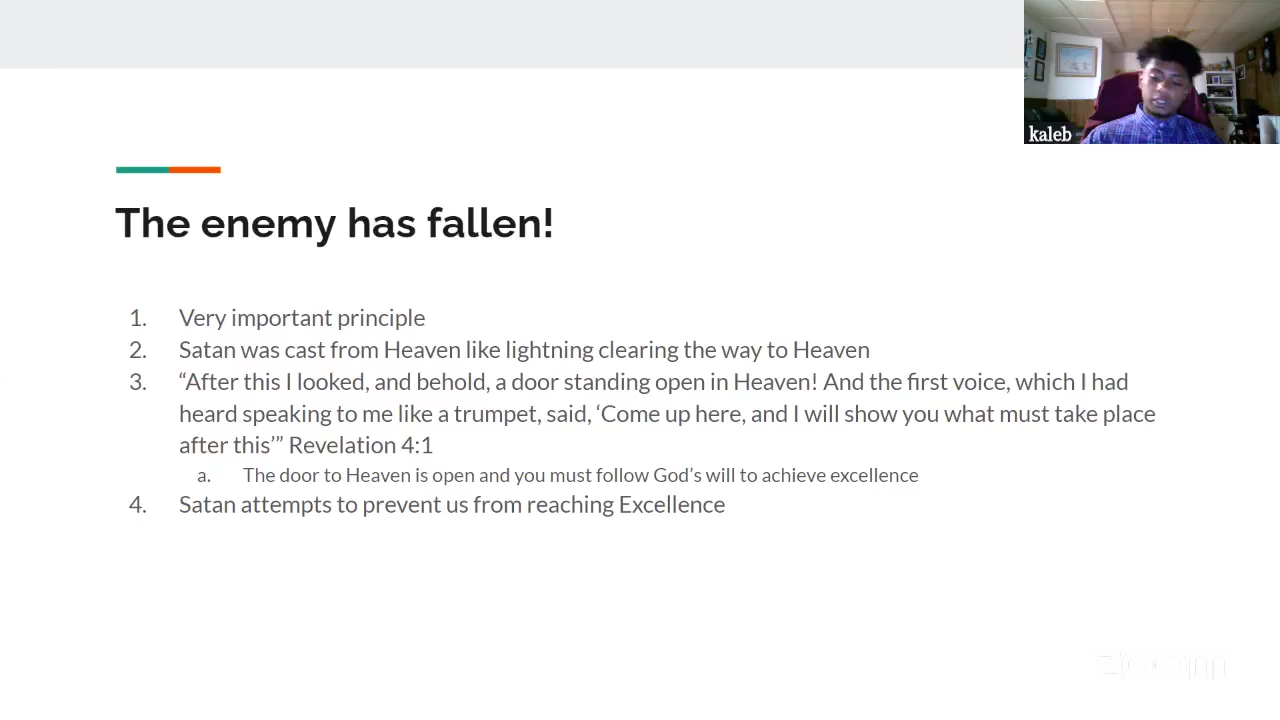 kaleb
The enemy has fallen!
1. Very important principle
2. Satan was cast from Heaven like lightning clearing the way to Heaven
3. “After this I looked, and behold, a door standing open in Heaven! And the first voice, which I had
heard speaking to me like a trumpet, said, ‘Come up here, and I will show you what must take place
after this’” Revelation 4:1
a. The door to Heaven is open and you must follow God’s will to achieve excellence
4. Satan attempts to prevent us from reaching Excellence
zoom